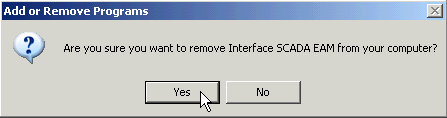 Add or Remove Programs
Are you sure you want to remove Interface SCADA EAM from your computer?
Yes
No